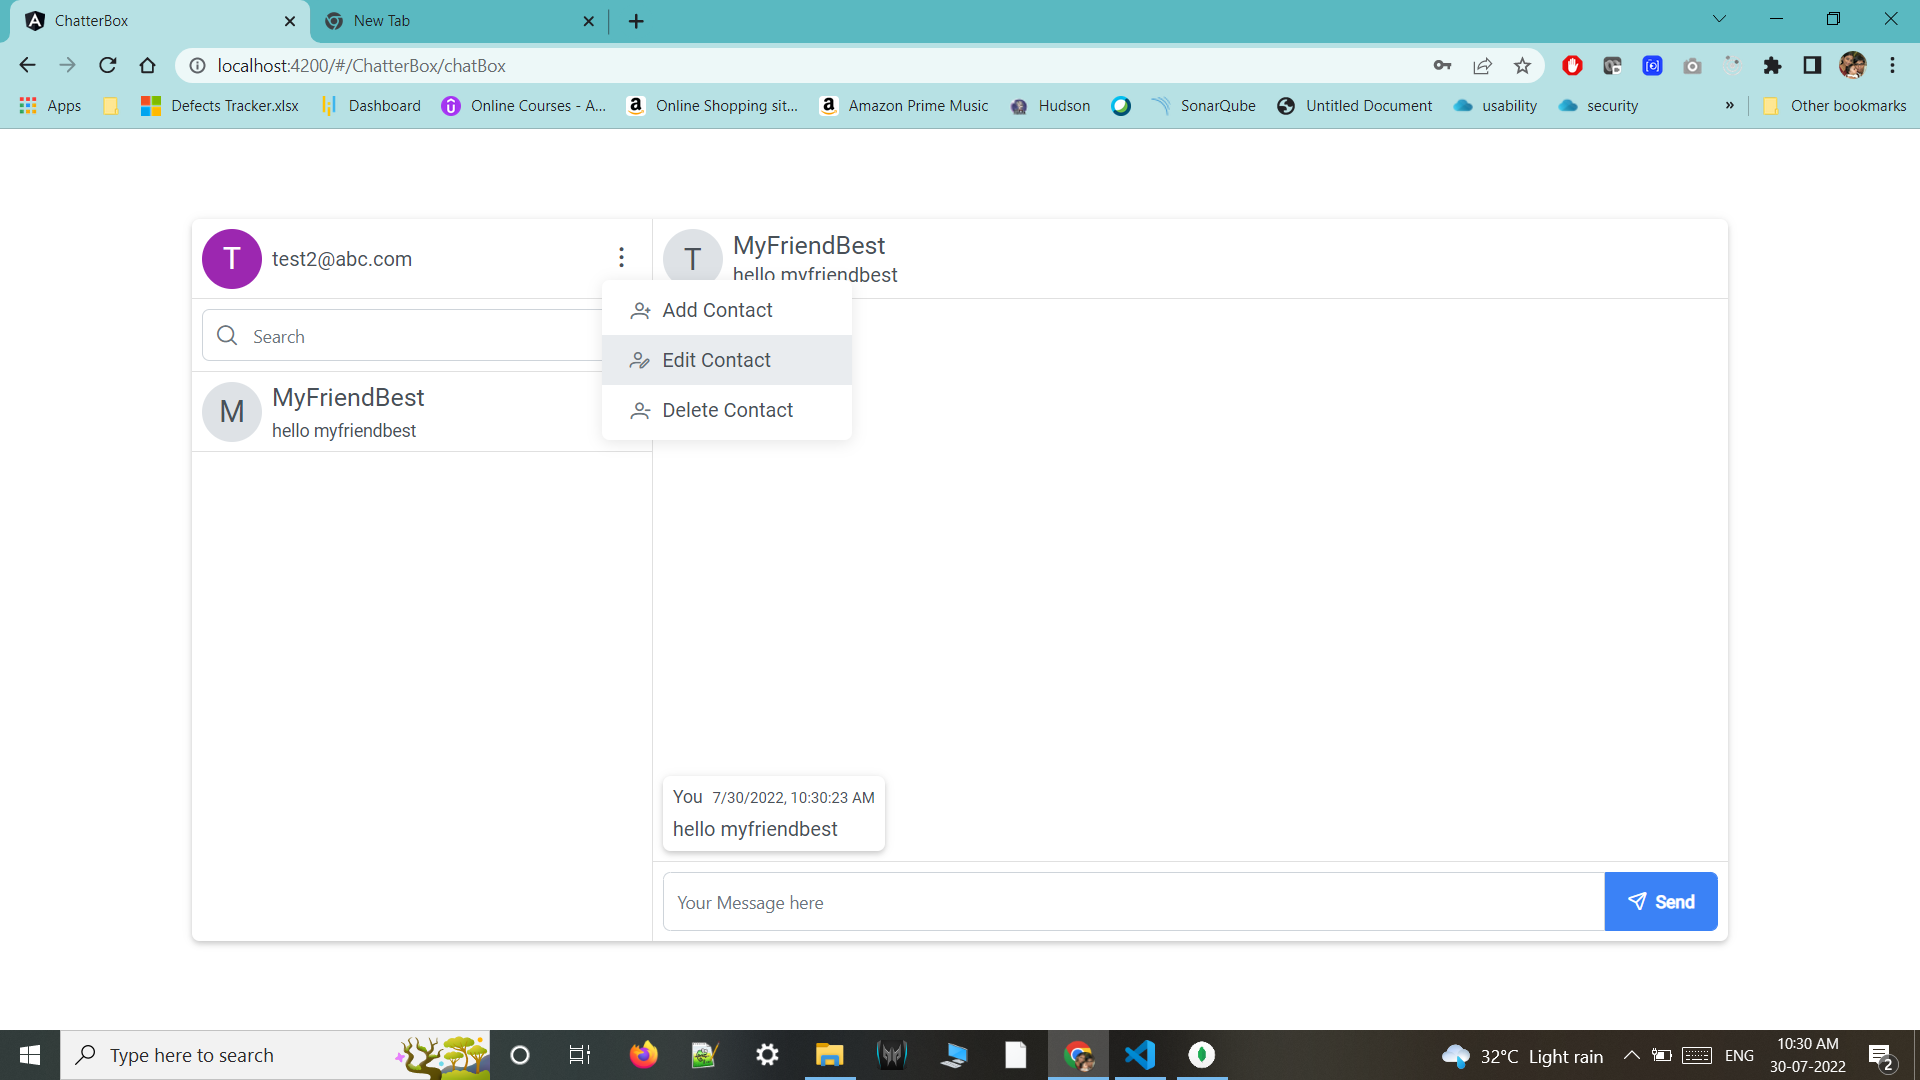 ChatterBox
New Tab
localhost:4200/#/ChatterBox/chatBox
Apps
Defects Tracker.xlsx
Dashboard
Online Courses - A...
Online Shopping sit...
Amazon Prime Music
Hudson
SonarQube
Untitled Document
usability
security
»
Other bookmarks
T
test2@abc.com
T
MyFriendBest
hello myfriendbest
Add Contact
Edit Contact
Delete Contact
Search
M
MyFriendBest
hello myfriendbest
You 7/30/2022, 10:30:23 AM
hello myfriendbest
Your Message here
Send
Type here to search
32°C Light rain
ENG
10:30 AM
30-07-2022
2